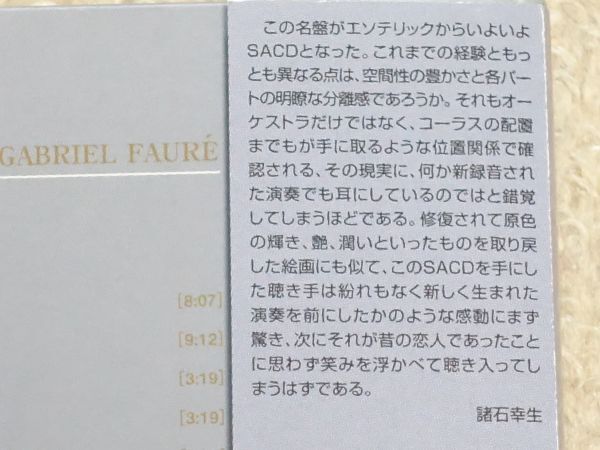 GABRIEL FAURÉ
[8:07]
[9:12]
[3:19]
[3:19]
この名盤がエソテリックからいよいよ
SACDとなった。これまでの経験ともっ
とも異なる点は、空間性の豊かさと各パー
トの明瞭な分離感であろうか。それもオー
ケストラだけではなく、コーラスの配置
までもが手に取るような位置関係で確
認される、その現実に、何か新録音され
た演奏でも耳にしているのではと錯覚
してしまうほどである。修復されて原色
の輝き、艶、潤いといったものを取り戻
した絵画にも似て、このSACDを手にし
た聴き手は紛れもなく新しく生まれた
演奏を前にしたかのような感動にまず
驚き、次にそれが昔の恋人であったこと
に思わず笑みを浮かべて聴き入ってし
まうはずである。
諸石幸生